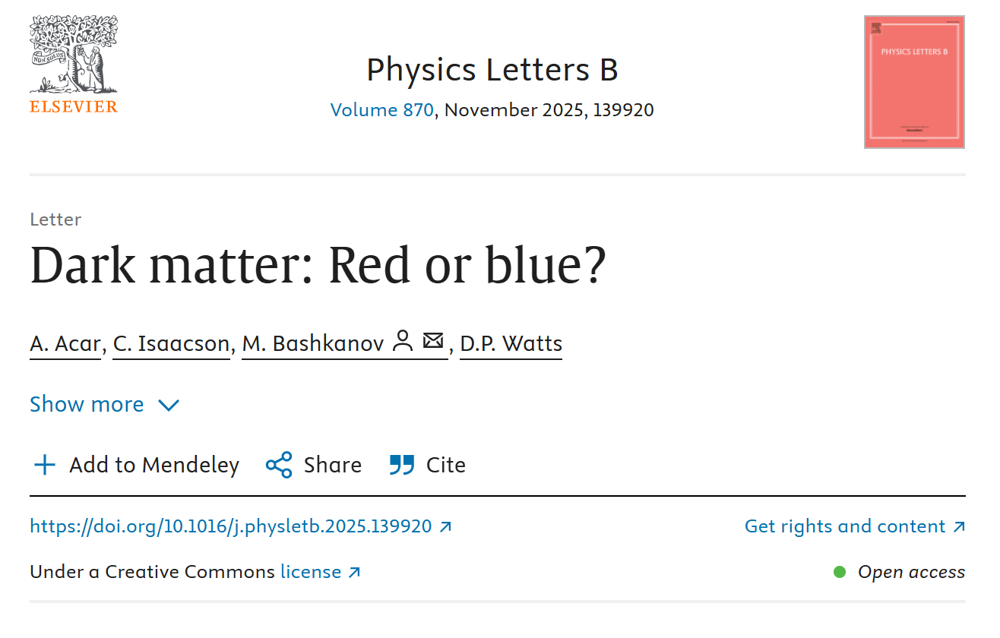 NON SOLUS
ELSEVIER
Physics Letters B
Volume 870, November 2025, 139920
PHYSICS LETTERS B
Letter
Dark matter: Red or blue?
A. Acar, C. Isaacson, M. Bashkanov, D.P. Watts
Show more
Add to Mendeley Share Cite
https://doi.org/10.1016/j.physletb.2025.139920 Get rights and content
Under a Creative Commons license Open access